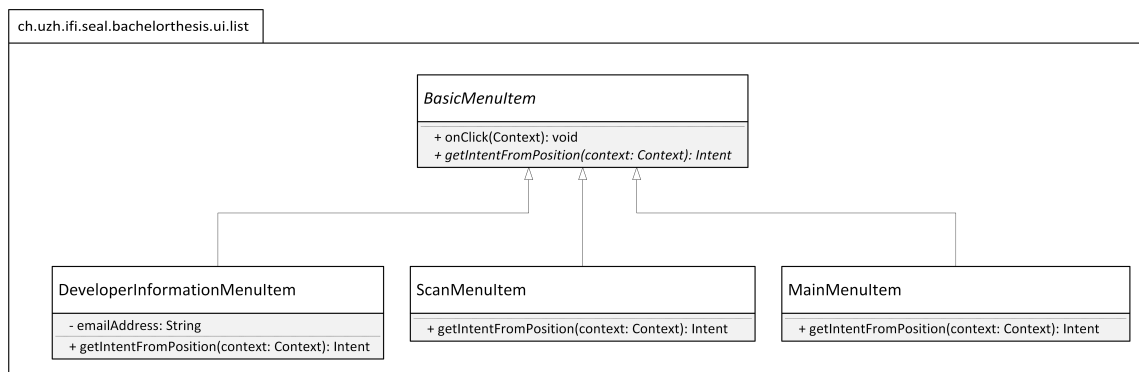 ch.uzh.ifi.seal.bachelorthesis.ui.list
BasicMenuItem
+ onClick(Context): void
+ getIntentFromPosition(context: Context): Intent
DeveloperInformationMenuItem
- emailAddress: String
+ getIntentFromPosition(context: Context): Intent
ScanMenuItem
+ getIntentFromPosition(context: Context): Intent
MainMenuItem
+ getIntentFromPosition(context: Context): Intent